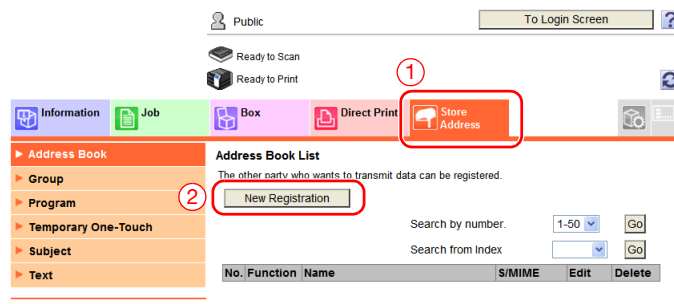 Public
To Login Screen
?
Ready to Scan
Ready to Print
1
Information
Job
Box
Direct Print
Store
Address
Address Book
Address Book List
Group
The other party who wants to transmit data can be registered.
2
New Registration
Program
Temporary One-Touch
Search by number.
1-50
Go
Subject
Search from Index
Go
Text
No. Function Name S/MIME Edit Delete